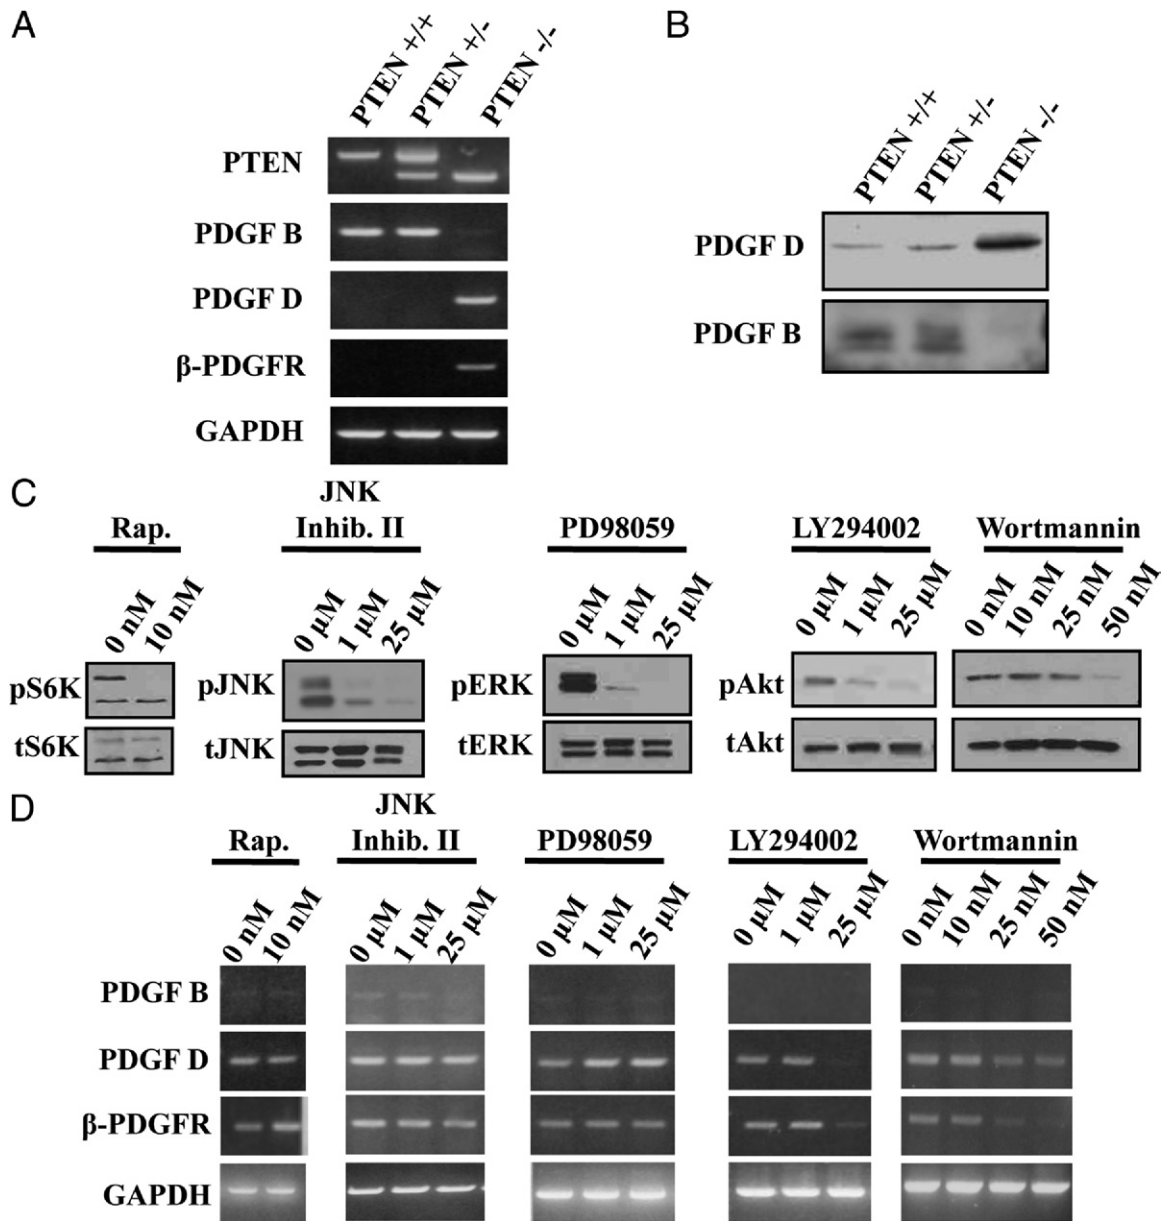 A
B
PTEN +/+
PTEN +/-
PTEN -/-
PTEN
PDGF B
PDGF D
β-PDGFR
GAPDH
PTEN +/+
PTEN +/-
PTEN -/-
PDGF D
PDGF B
C
Rap.
JNK
Inhib. II
PD98059
LY294002
Wortmannin
0 nM
10 nM
0 μM
1 μM
25 μM
0 μM
1 μM
25 μM
0 μM
1 μM
25 μM
0 nM
10 nM
25 nM
50 nM
pS6K
pJNK
pERK
pAkt
tS6K
tJNK
tERK
tAkt
D
Rap.
JNK
Inhib. II
PD98059
LY294002
Wortmannin
0 nM
10 nM
0 μM
1 μM
25 μM
0 μM
1 μM
25 μM
0 μM
1 μM
25 μM
0 nM
10 nM
25 nM
50 nM
PDGF B
PDGF D
β-PDGFR
GAPDH